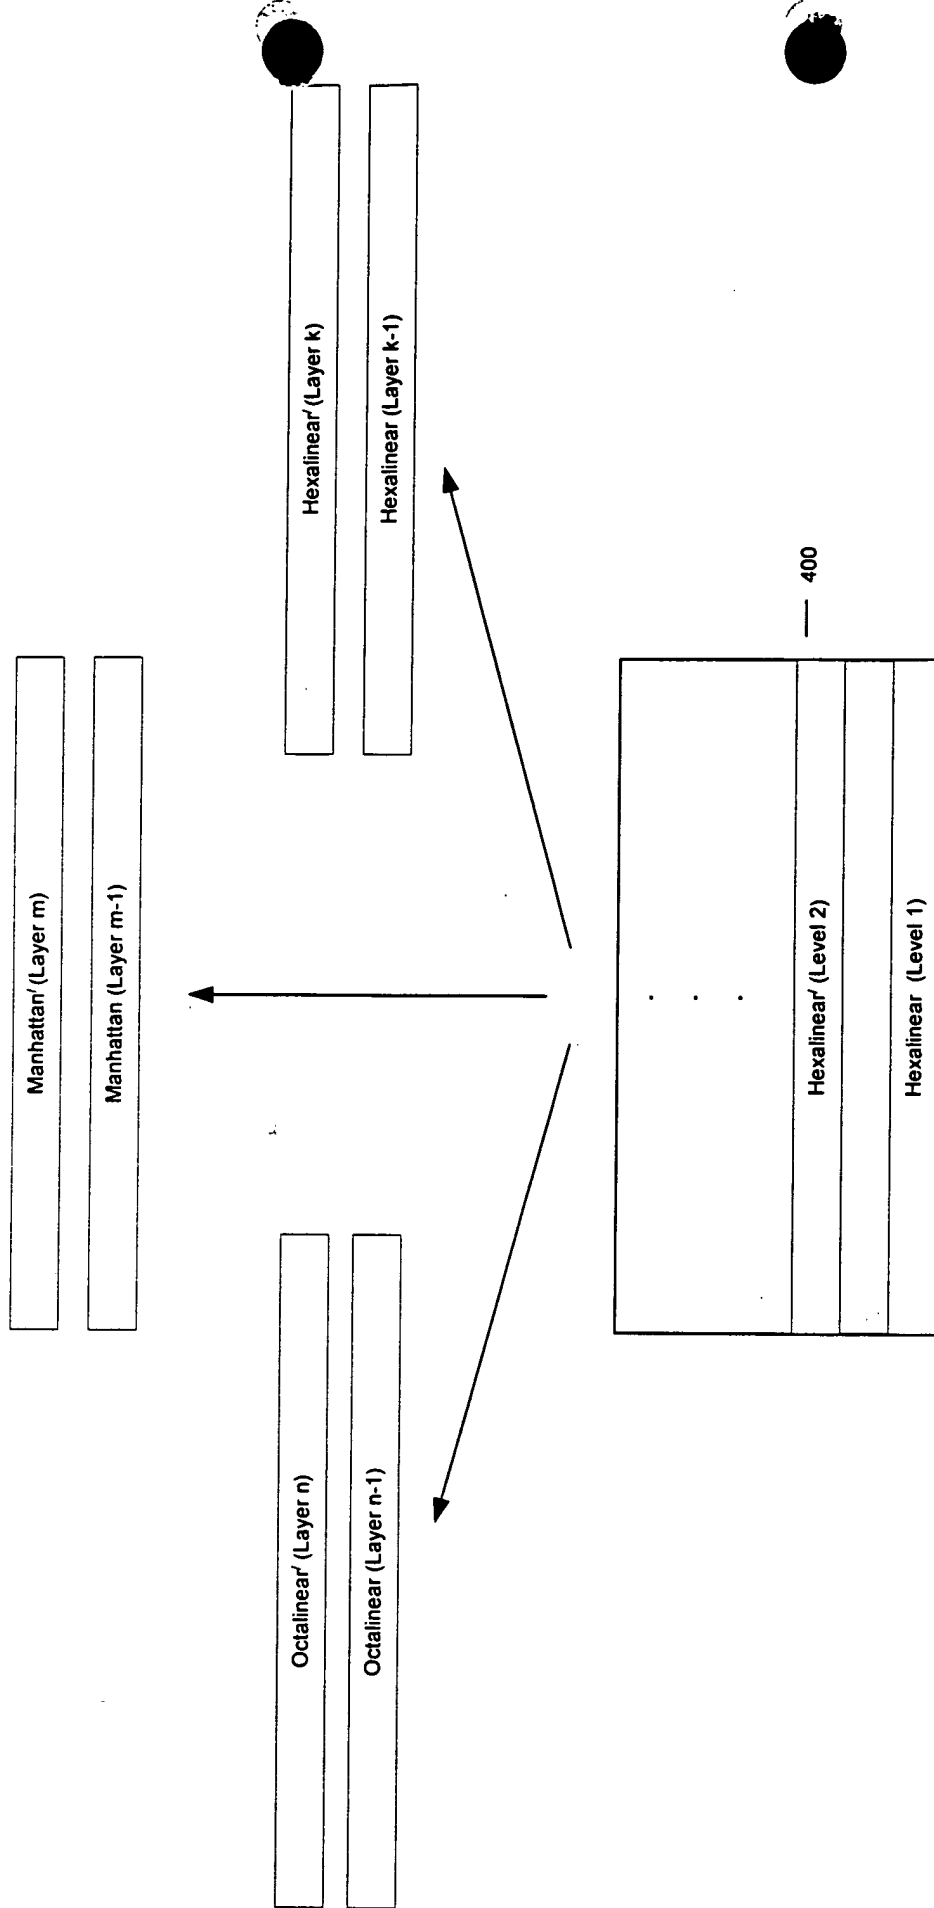 Manhattan′ (Layer m)
Manhattan (Layer m-1)
Octalinear′ (Layer n)
Octalinear (Layer n-1)
Hexalinear′ (Layer k)
Hexalinear (Layer k-1)
400
Hexalinear′ (Level 2)
Hexalinear (Level 1)